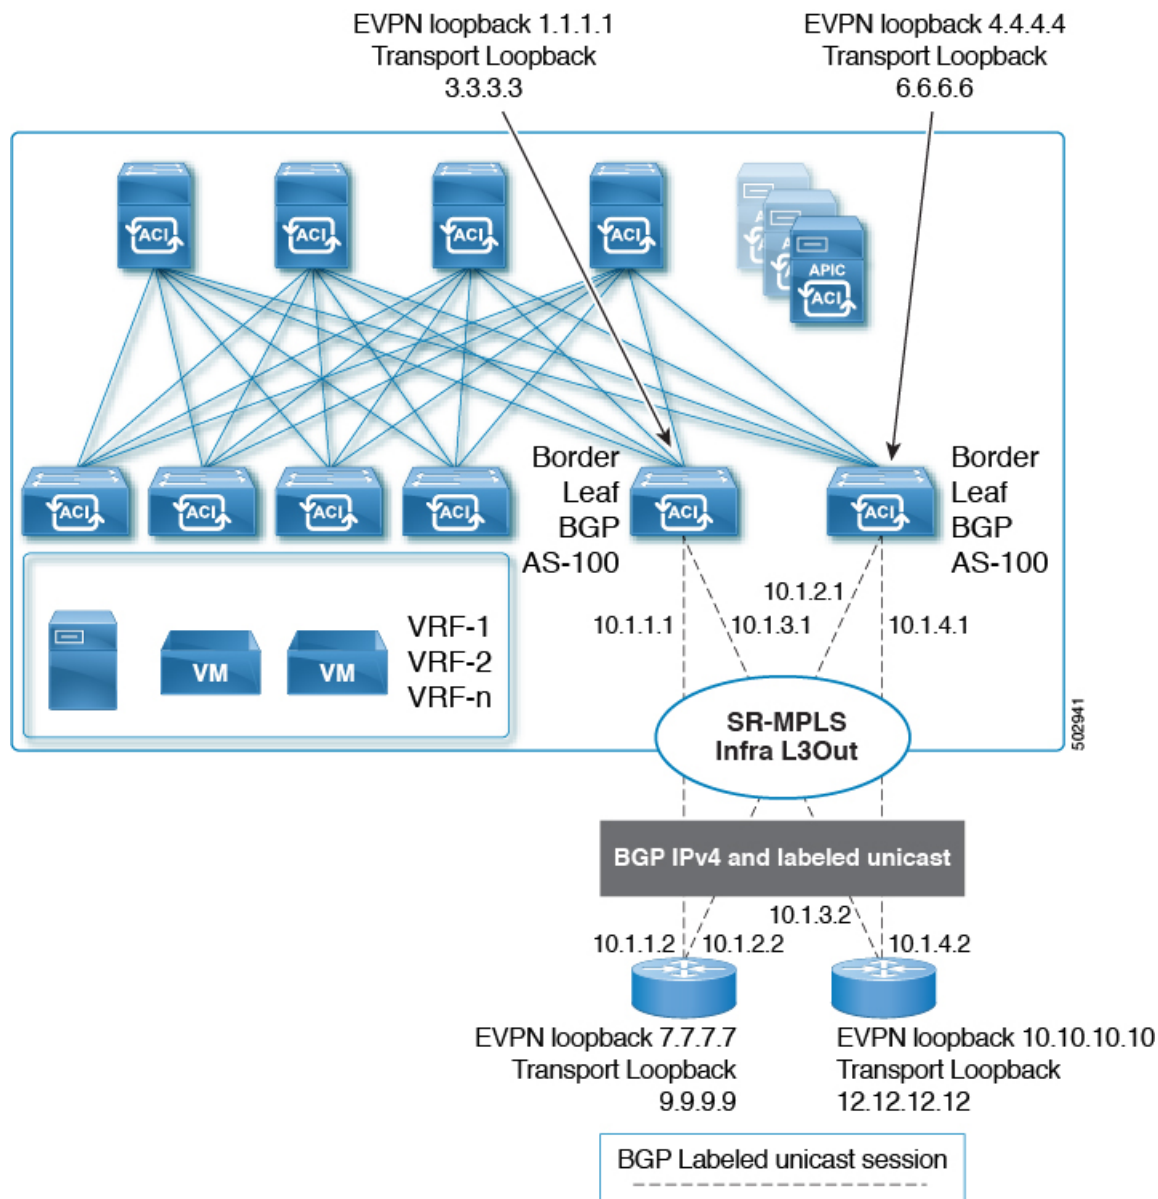 EVPN loopback 1.1.1.1
Transport Loopback
3.3.3.3
EVPN loopback 4.4.4.4
Transport Loopback
6.6.6.6
ACI
ACI
ACI
ACI
A
A
APIC
ACI
ACI
ACI
ACI
ACI
Border
Leaf
BGP
AS-100
ACI
ACI
Border
Leaf
BGP
AS-100
VM
VM
VRF-1
VRF-2
VRF-n
10.1.1.1
10.1.3.1
10.1.2.1
10.1.4.1
SR-MPLS
Infra L3Out
502941
BGP IPv4 and labeled unicast
10.1.1.2
10.1.2.2
10.1.3.2
10.1.4.2
EVPN loopback 7.7.7.7
Transport Loopback
9.9.9.9
EVPN loopback 10.10.10.10
Transport Loopback
12.12.12.12
BGP Labeled unicast session